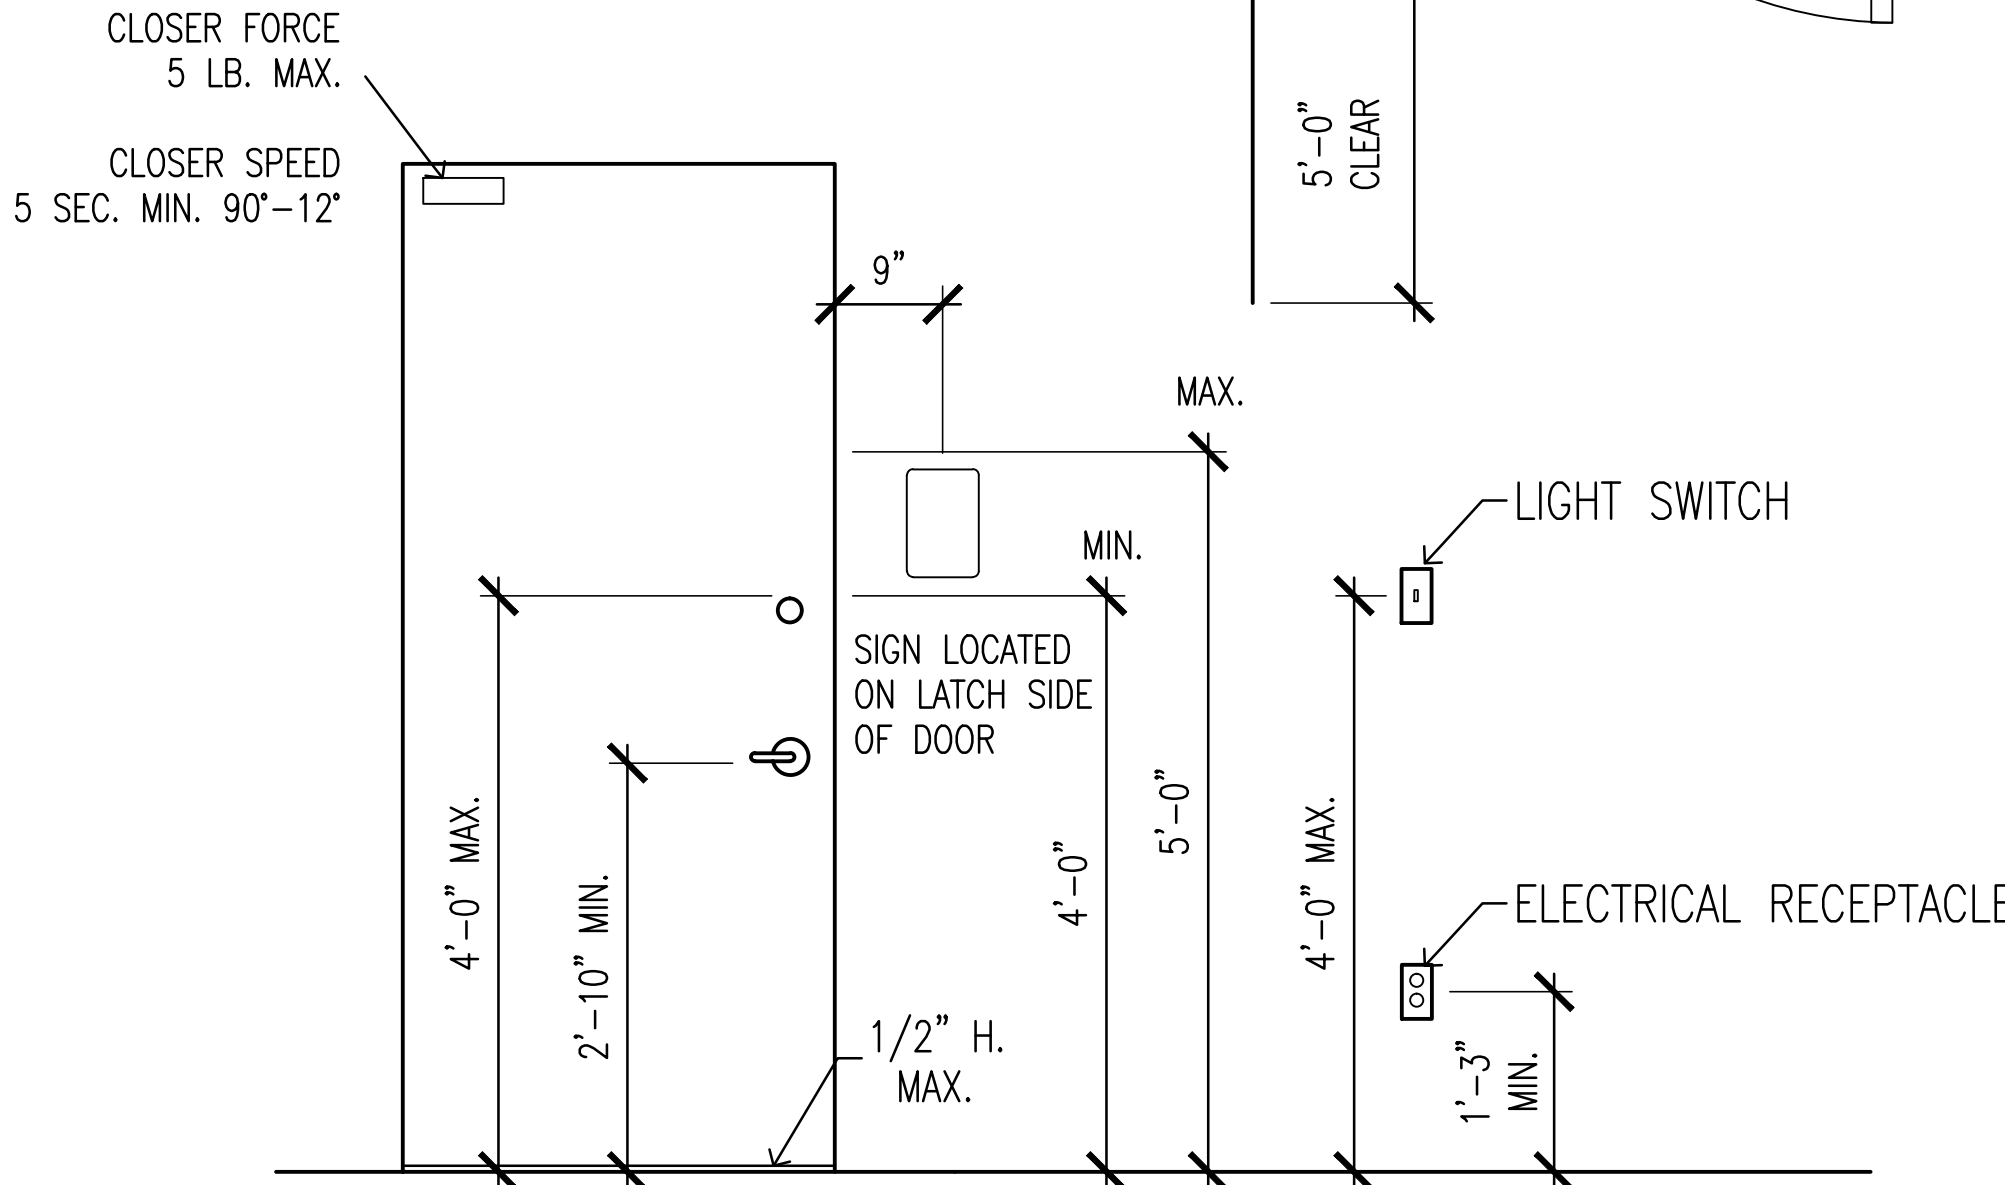 CLOSER FORCE
5 LB. MAX.
CLOSER SPEED
5 SEC. MIN. 90°-12°
5'-0"
CLEAR
9"
MAX.
LIGHT SWITCH
MIN.
SIGN LOCATED
ON LATCH SIDE
OF DOOR
4'-0" MAX.
2'-10" MIN.
4'-0"
5'-0"
4'-0" MAX.
ELECTRICAL RECEPTACLE
1/2" H.
MAX.
1'-3"
MIN.